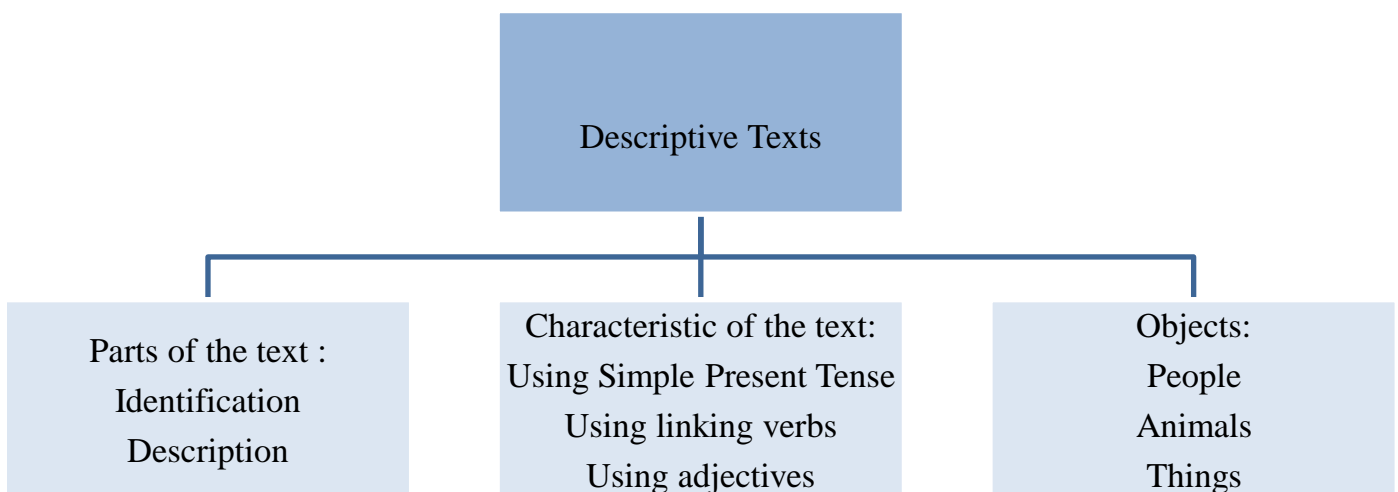 Descriptive Texts
Parts of the text :
Identification
Description
Characteristic of the text:
Using Simple Present Tense
Using linking verbs
Using adjectives
Objects:
People
Animals
Things